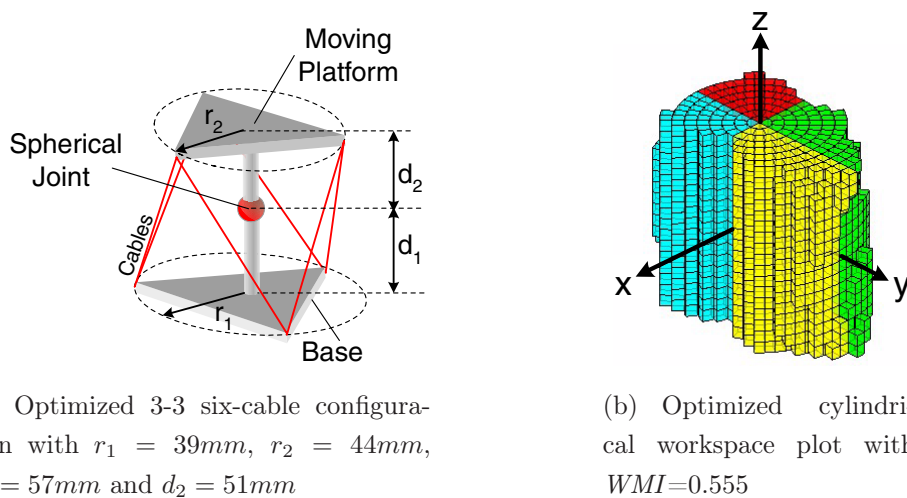 Moving
Platform
r2
Spherical
Joint
d2
Cables
d1
r1
Base
z
x
y
Optimized 3-3 six-cable configura-
n with r1 = 39mm, r2 = 44mm,
= 57mm and d2 = 51mm
(b) Optimized cylindri-
cal workspace plot with
WMI=0.555